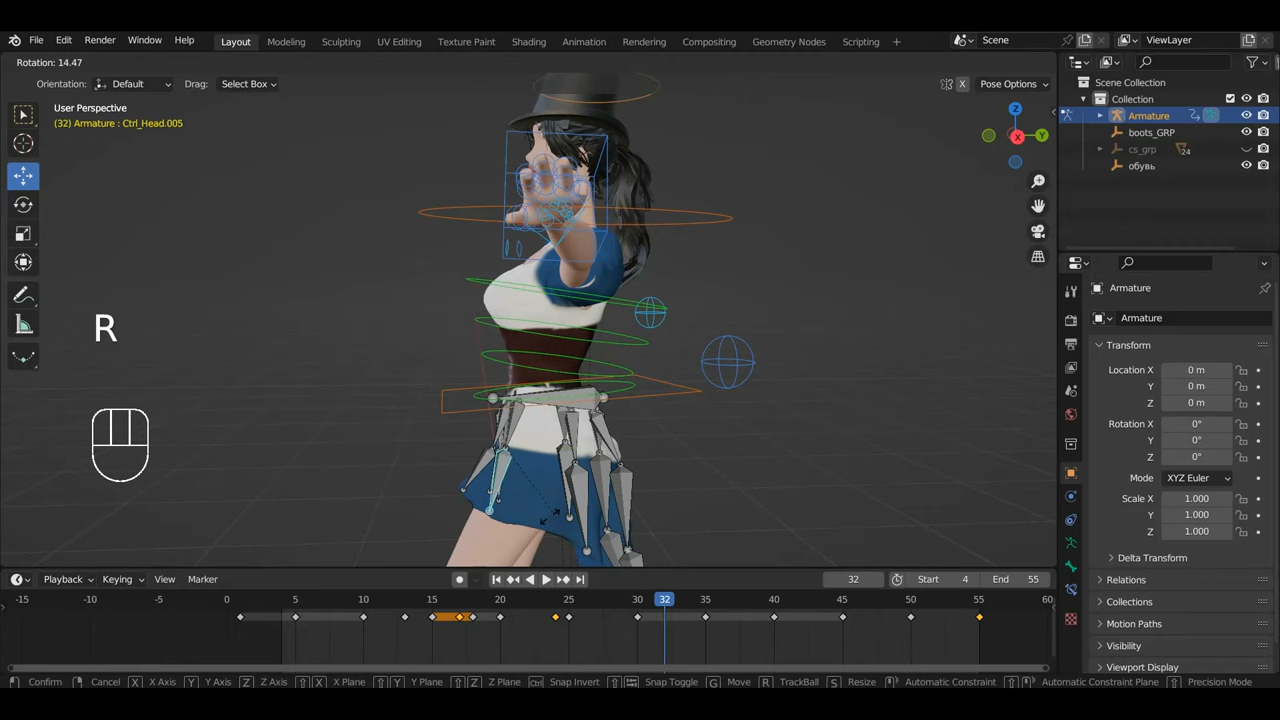 File Edit Render Window Help Layout Modeling Sculpting UV Editing Texture Paint Shading Animation Rendering Compositing Geometry Nodes Scripting + Scene ViewLayer
Rotation: 14.47
Orientation: Default Drag: Select Box X Pose Options
User Perspective
(32) Armature : Ctrl_Head.005
Z
Y
X
R
Scene Collection
Collection
Armature
boots_GRP
cs_grp 24
обувь
Armature
Armature
Transform
Location X 0 m
Y 0 m
Z 0 m
Rotation X 0°
Y 0°
Z 0°
Mode XYZ Euler
Scale X 1.000
Y 1.000
Z 1.000
Delta Transform
Relations
Collections
Motion Paths
Visibility
Viewport Display
Playback Keying View Marker 32 Start 4 End 55
-15 -10 -5 0 5 10 15 20 25 30 32 35 40 45 50 55 60
Confirm Cancel X X Axis Y Y Axis Z Z Axis X X Plane Y Y Plane Z Z Plane Ctrl Snap Invert Snap Toggle G Move R TrackBall S Resize Automatic Constraint Automatic Constraint Plane Precision Mode